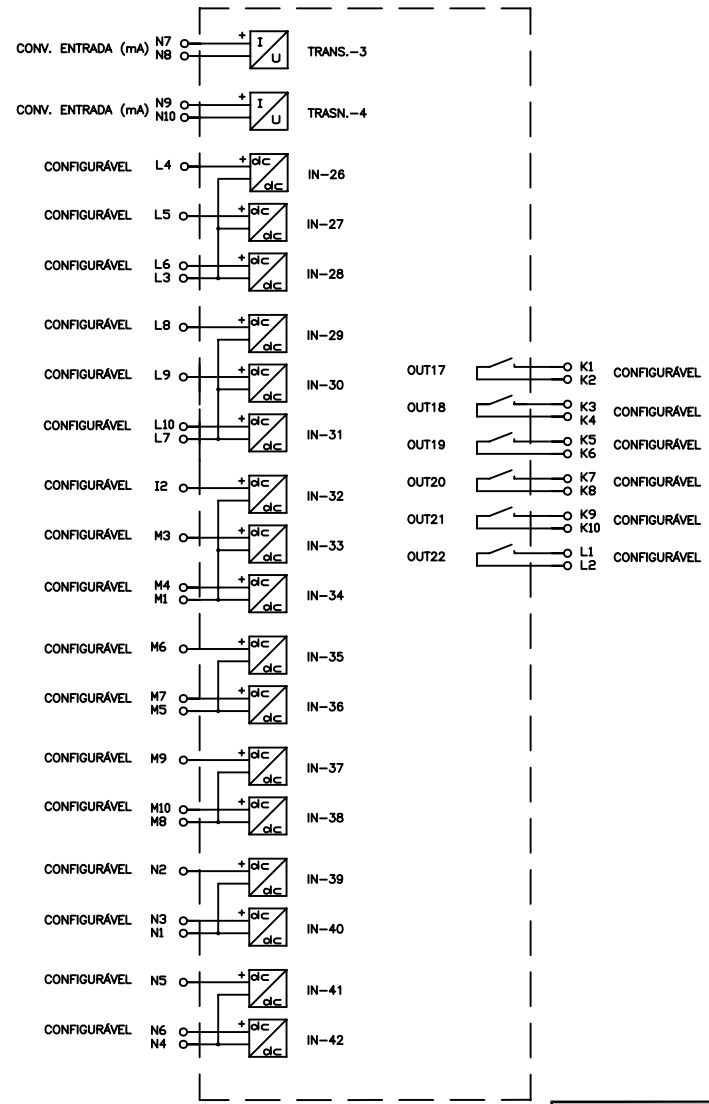 CONV. ENTRADA (mA) N7 + I U TRANS.-3
N8
CONV. ENTRADA (mA) N9 + I U TRASN.-4
N10
CONFIGURÁVEL L4 + dc dc IN-26
CONFIGURÁVEL L5 + dc dc IN-27
CONFIGURÁVEL L6 + dc dc IN-28
L3
CONFIGURÁVEL L8 + dc dc IN-29
CONFIGURÁVEL L9 + dc dc IN-30
CONFIGURÁVEL L10 + dc dc IN-31
L7
CONFIGURÁVEL I2 + dc dc IN-32
CONFIGURÁVEL M3 + dc dc IN-33
CONFIGURÁVEL M4 + dc dc IN-34
M1
CONFIGURÁVEL M6 + dc dc IN-35
CONFIGURÁVEL M7 + dc dc IN-36
M5
CONFIGURÁVEL M9 + dc dc IN-37
CONFIGURÁVEL M10 + dc dc IN-38
M8
CONFIGURÁVEL N2 + dc dc IN-39
CONFIGURÁVEL N3 + dc dc IN-40
N1
CONFIGURÁVEL N5 + dc dc IN-41
CONFIGURÁVEL N6 + dc dc IN-42
N4
OUT17 K1 CONFIGURÁVEL
K2
OUT18 K3 CONFIGURÁVEL
K4
OUT19 K5 CONFIGURÁVEL
K6
OUT20 K7 CONFIGURÁVEL
K8
OUT21 K9 CONFIGURÁVEL
K10
OUT22 L1 CONFIGURÁVEL
L2